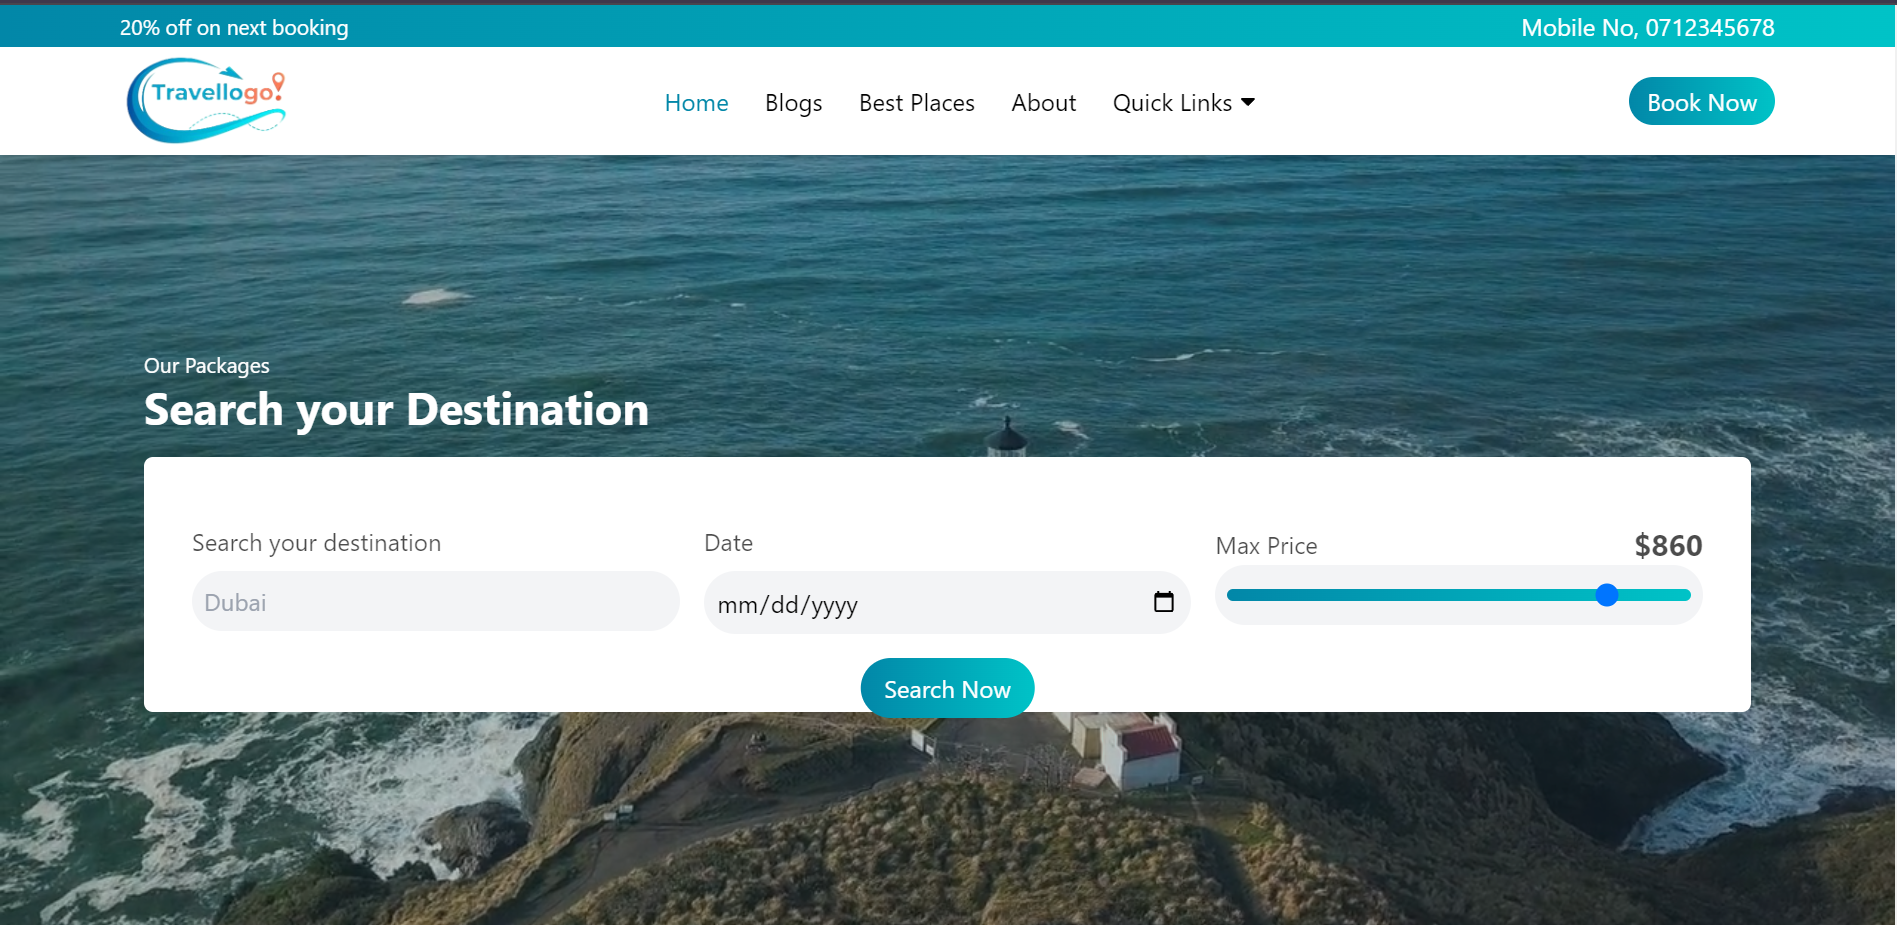 20% off on next booking
Mobile No, 0712345678
Travellogo!
Home Blogs Best Places About Quick Links
Book Now
Our Packages
Search your Destination
Search your destination
Dubai
Date
mm/dd/yyyy
Max Price $860
Search Now